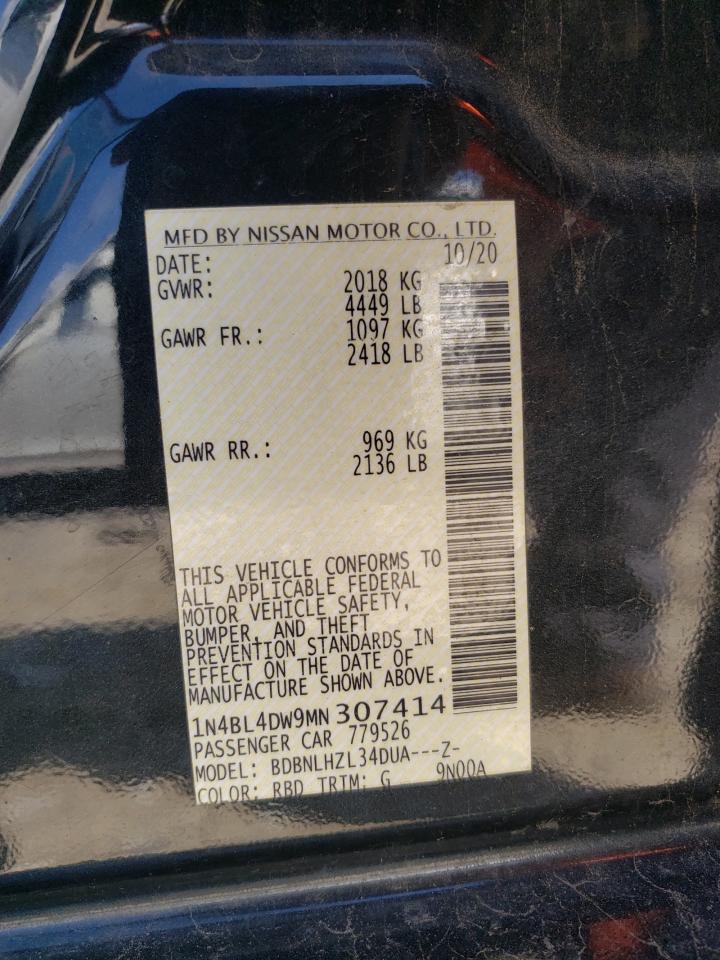 MFD BY NISSAN MOTOR CO., LTD.
DATE: 10/20
GVWR: 2018 KG
4449 LB
GAWR FR.: 1097 KG
2418 LB
GAWR RR.: 969 KG
2136 LB
THIS VEHICLE CONFORMS TO
ALL APPLICABLE FEDERAL
MOTOR VEHICLE SAFETY,
BUMPER, AND THEFT
PREVENTION STANDARDS IN
EFFECT ON THE DATE OF
MANUFACTURE SHOWN ABOVE.
1N4BL4DW9MN307414
PASSENGER CAR 779526
MODEL: BDBNLHZL34DUA---Z-
COLOR: RBD TRIM: G 9N00A